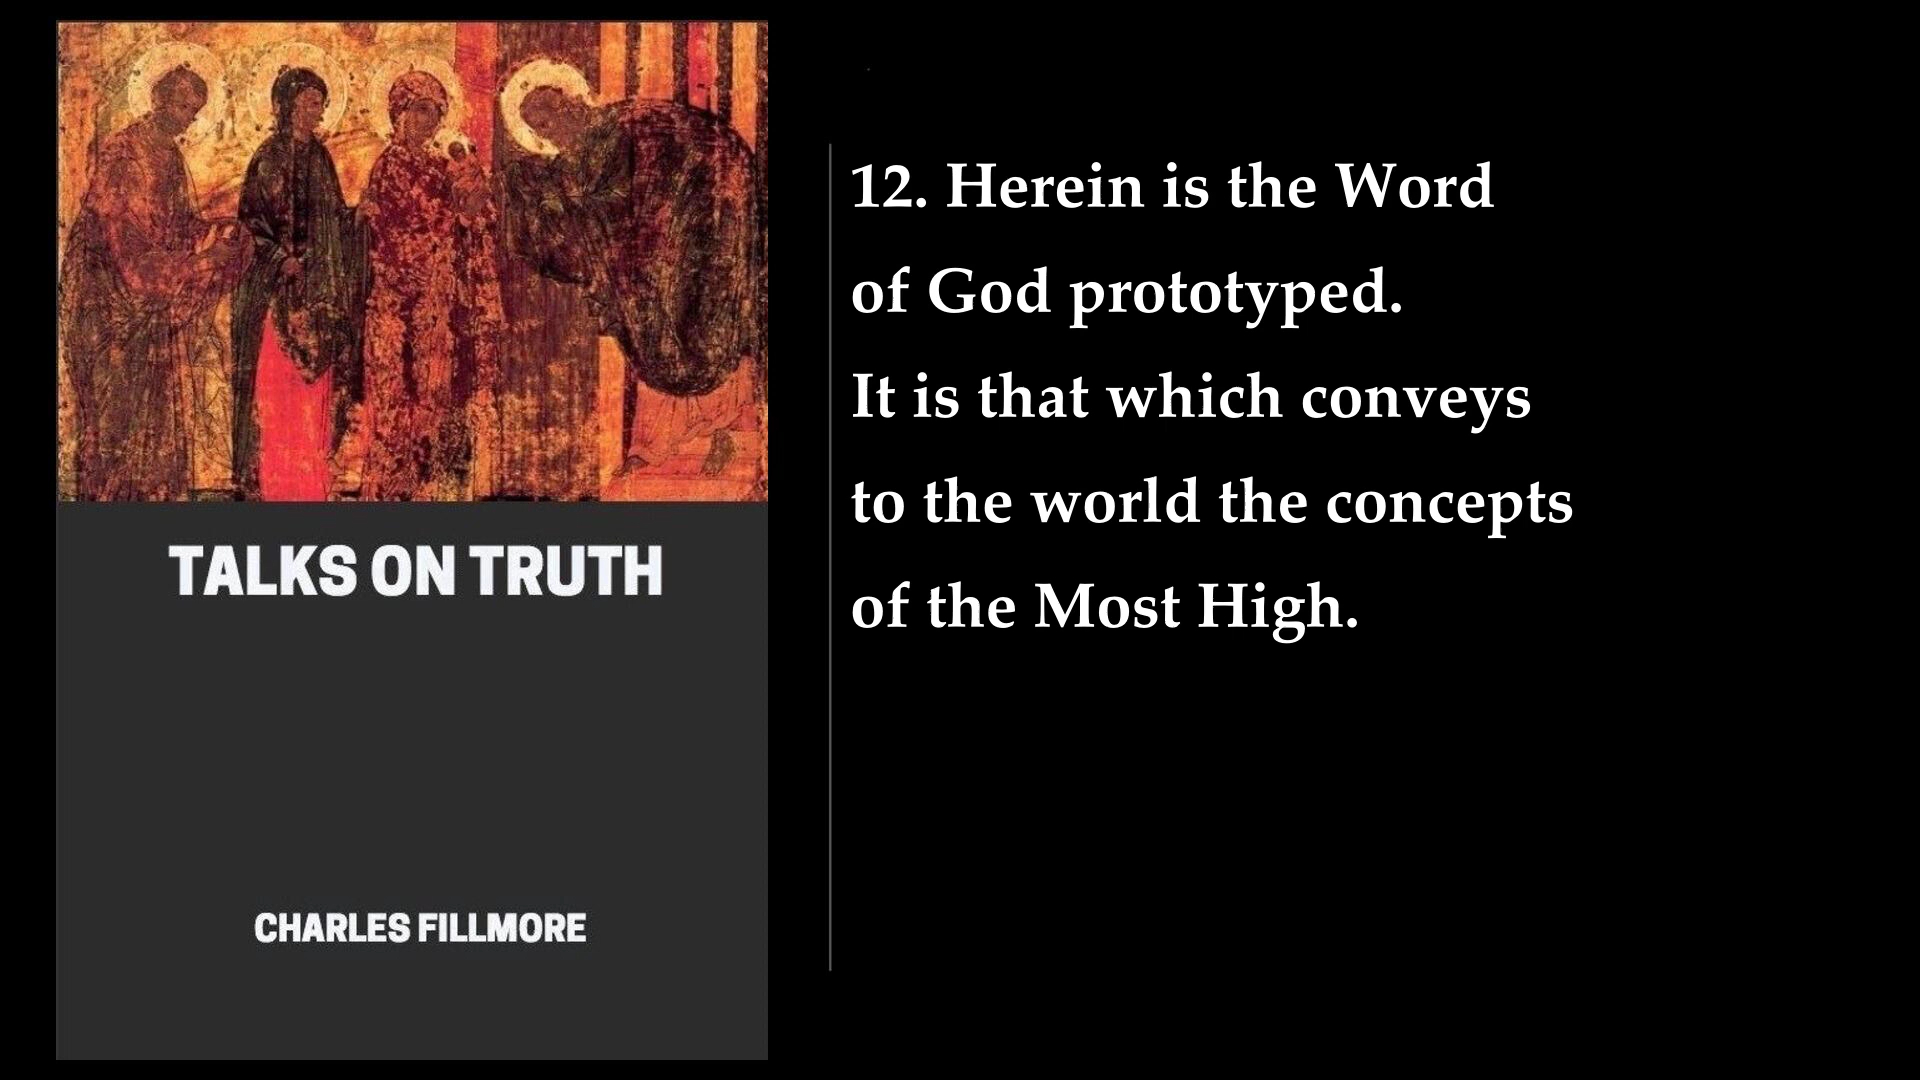 TALKS ON TRUTH
CHARLES FILLMORE
12. Herein is the Word
of God prototyped.
It is that which conveys
to the world the concepts
of the Most High.